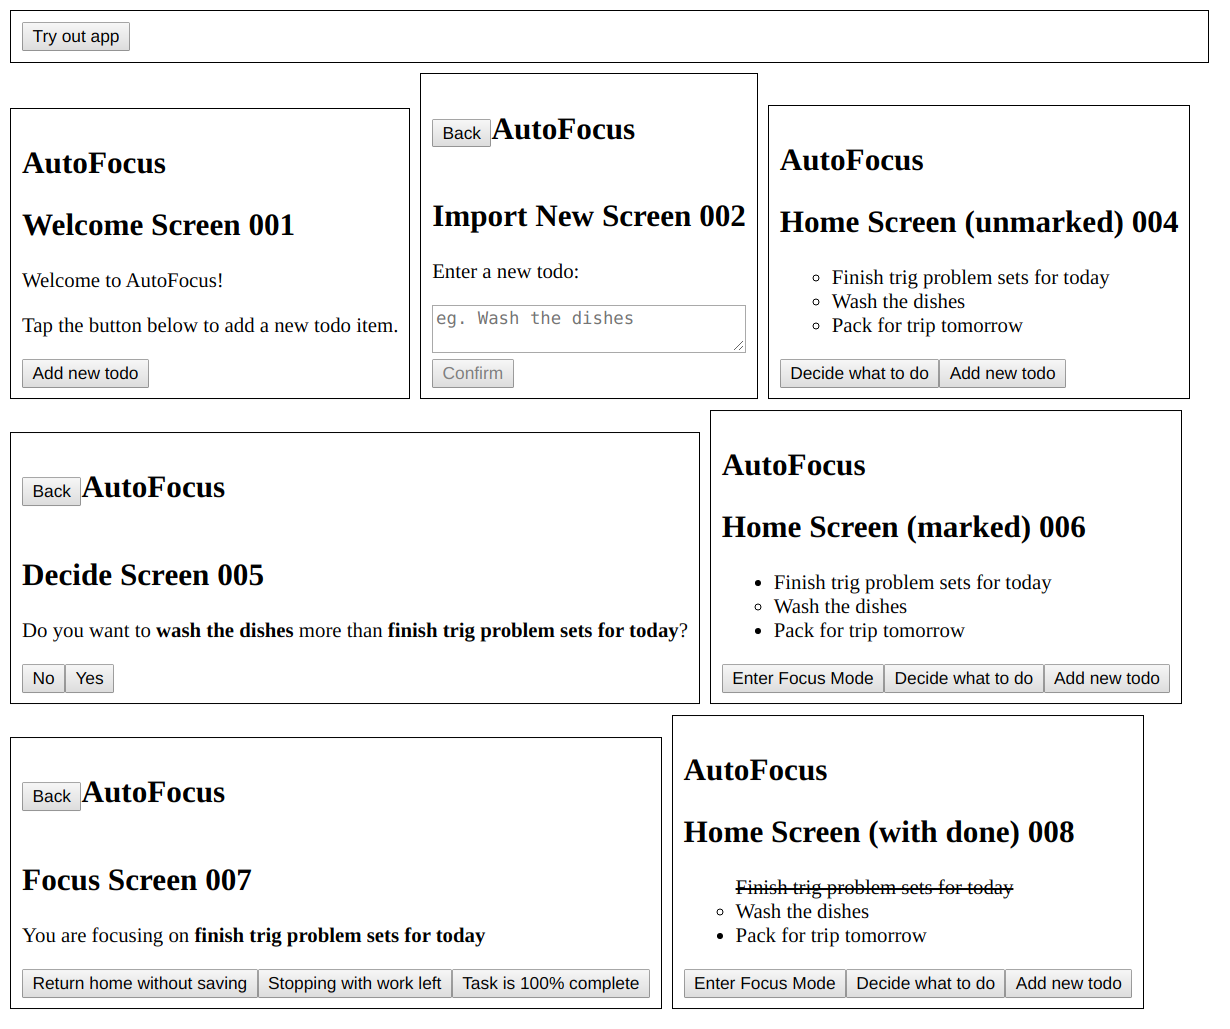 Try out app
AutoFocus
Welcome Screen 001
Welcome to AutoFocus!
Tap the button below to add a new todo item.
Add new todo
Back AutoFocus
Import New Screen 002
Enter a new todo:
eg. Wash the dishes
Confirm
AutoFocus
Home Screen (unmarked) 004
Finish trig problem sets for today
Wash the dishes
Pack for trip tomorrow
Decide what to do Add new todo
Back AutoFocus
Decide Screen 005
Do you want to wash the dishes more than finish trig problem sets for today?
No Yes
AutoFocus
Home Screen (marked) 006
Finish trig problem sets for today
Wash the dishes
Pack for trip tomorrow
Enter Focus Mode Decide what to do Add new todo
Back AutoFocus
Focus Screen 007
You are focusing on finish trig problem sets for today
Return home without saving Stopping with work left Task is 100% complete
AutoFocus
Home Screen (with done) 008
Finish trig problem sets for today
Wash the dishes
Pack for trip tomorrow
Enter Focus Mode Decide what to do Add new todo